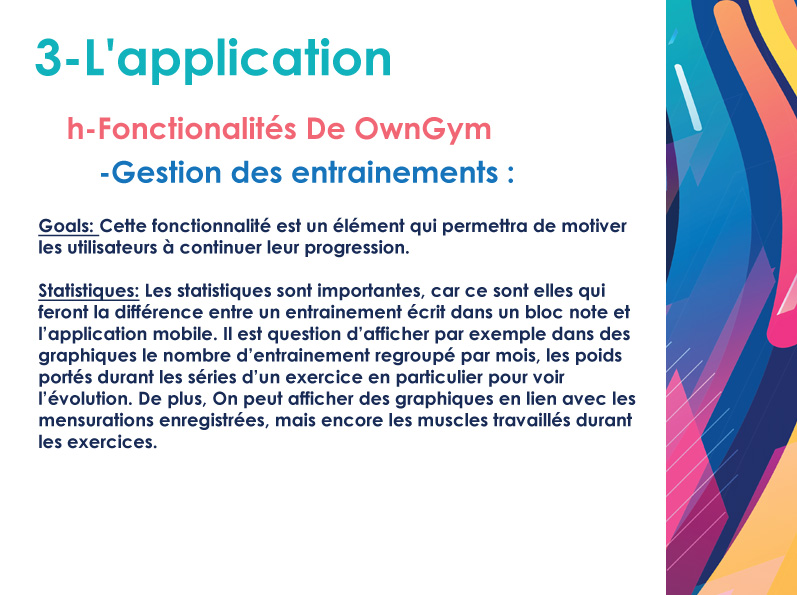 3-L'application
h-Fonctionalités De OwnGym
-Gestion des entrainements :
Goals: Cette fonctionnalité est un élément qui permettra de motiver
les utilisateurs à continuer leur progression.
Statistiques: Les statistiques sont importantes, car ce sont elles qui
feront la différence entre un entrainement écrit dans un bloc note et
l’application mobile. Il est question d’afficher par exemple dans des
graphiques le nombre d’entrainement regroupé par mois, les poids
portés durant les séries d’un exercice en particulier pour voir
l’évolution. De plus, On peut afficher des graphiques en lien avec les
mensurations enregistrées, mais encore les muscles travaillés durant
les exercices.